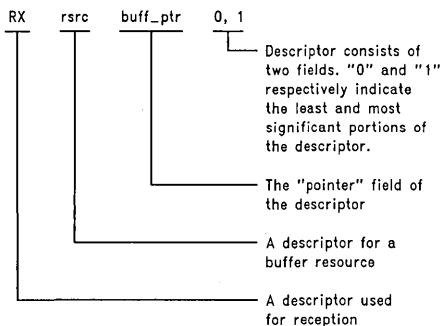 RX rsrc buff_ptr 0, 1
Descriptor consists of
two fields. "0" and "1"
respectively indicate
the least and most
significant portions of
the descriptor.
The "pointer" field of
the descriptor
A descriptor for a
buffer resource
A descriptor used
for reception